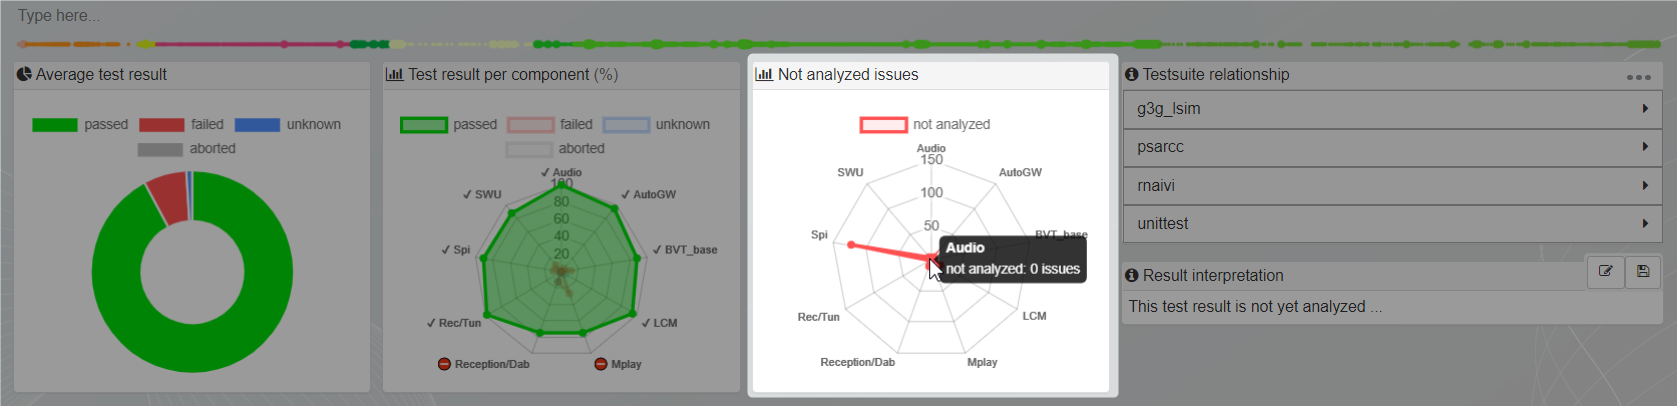 Type here...
Average test result
passed failed unknown
aborted
Test result per component (%)
passed failed unknown
aborted
✓ Audio
100
✓ SWU
✓ AutoGW
80
60
40
✓ Spi
✓ BVT_base
20
✓ Rec/Tun
✓ LCM
Reception/Dab
Mplay
Not analyzed issues
not analyzed
Audio
150
SWU
AutoGW
100
50
Spi
BVT_base
Audio
not analyzed: 0 issues
Rec/Tun
LCM
Reception/Dab
Mplay
Testsuite relationship
g3g_lsim
psarcc
rnaivi
unittest
Result interpretation
This test result is not yet analyzed ...